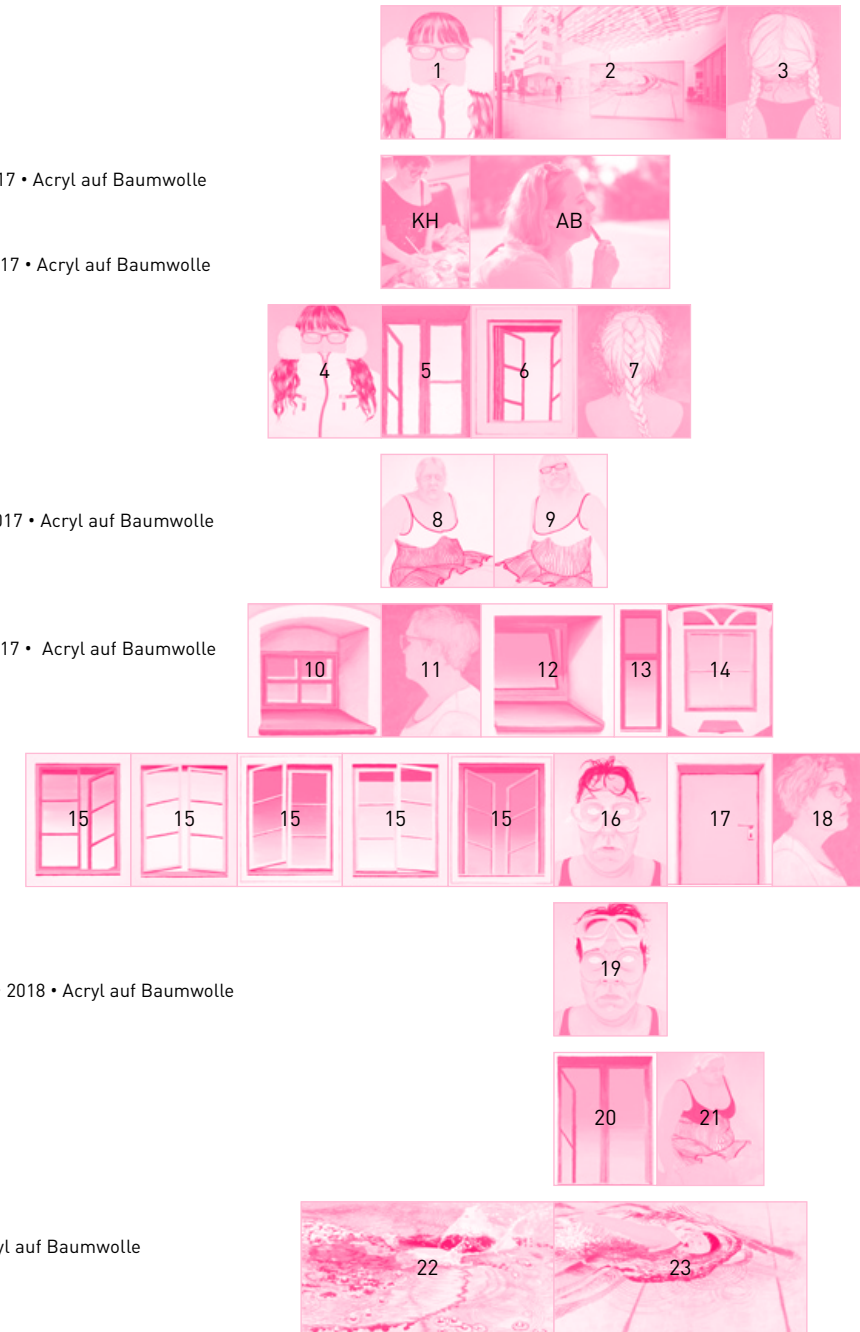 1 2 3
17 • Acryl auf Baumwolle
KH AB
17 • Acryl auf Baumwolle
4 5 6 7
017 • Acryl auf Baumwolle
8 9
17 • Acryl auf Baumwolle
10 11 12 13 14
15 15 15 15 15 16 17 18
19
2018 • Acryl auf Baumwolle
20 21
yl auf Baumwolle
22 23